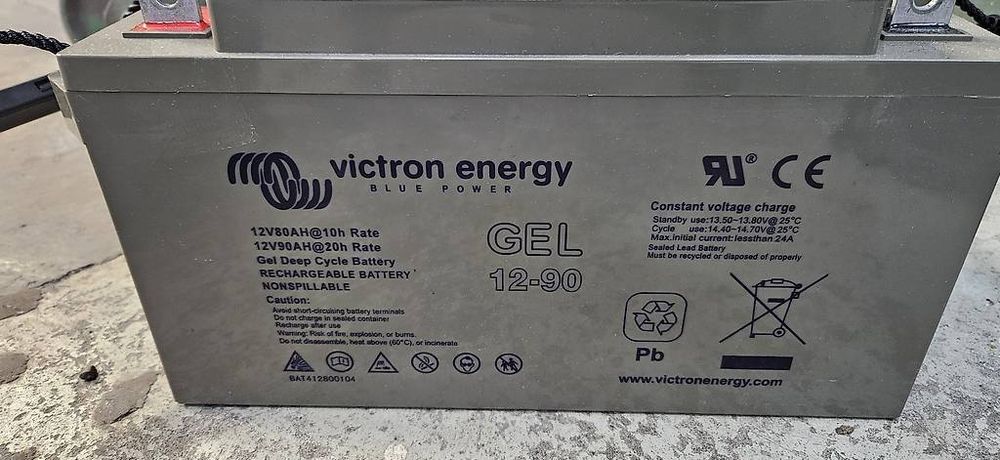 victron energy
BLUE POWER
12V80AH@10h Rate
12V90AH@20h Rate
Gel Deep Cycle Battery
RECHARGEABLE BATTERY
NONSPILLABLE
Caution:
Avoid short-circuiting battery terminals
Do not charge in sealed container
Recharge after use
Warning: Risk of fire, explosion, or burns.
Do not disassemble, heat above (60°C), or incinerate
BAT412800104
GEL
12-90
RU® CE
Constant voltage charge
Standby use:13.50~13.80V@25°C
Cycle use:14.40~14.70V@25°C
Max.initial current:lessthan 24A
Sealed Lead Battery
Must be recycled or disposed of properly
Pb
www.victronenergy.com